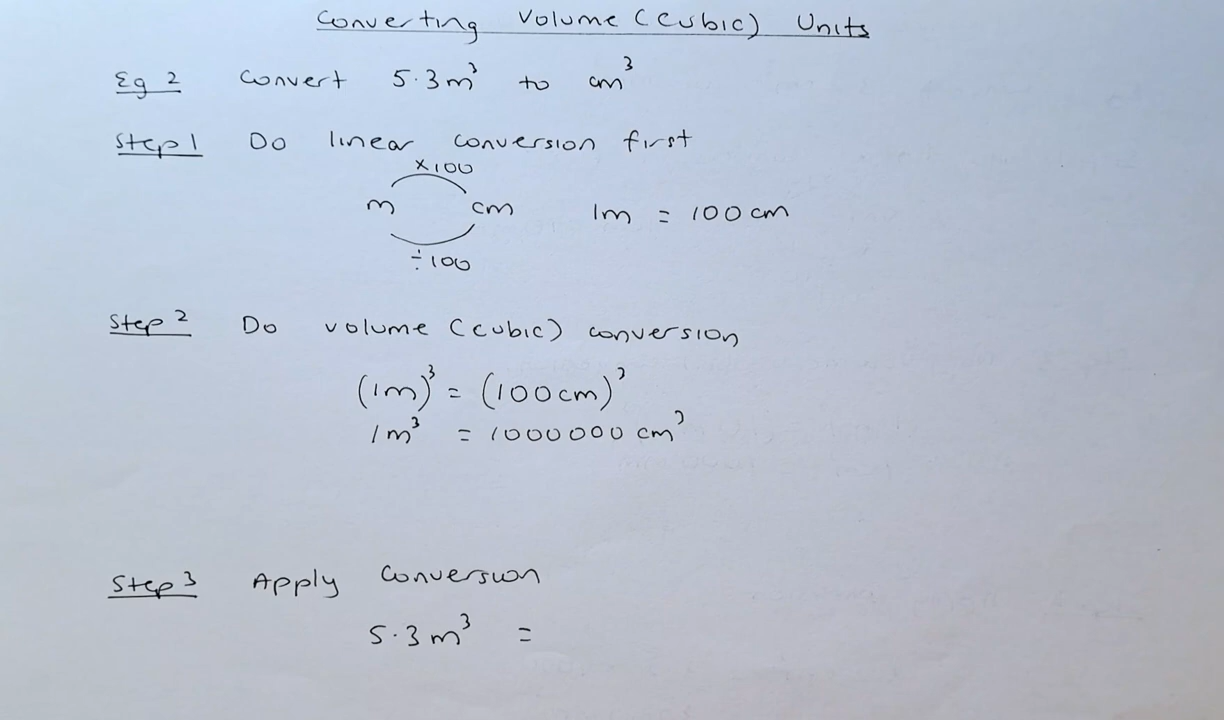 Converting Volume (Cubic) Units
Eg 2 Convert 5.3m³ to cm³
Step 1 Do linear conversion first
×100
m cm 1m = 100cm
÷100
Step 2 Do volume (cubic) conversion
(1m)³ = (100cm)³
1m³ = 1000000 cm³
Step 3 Apply Conversion
5.3m³ =